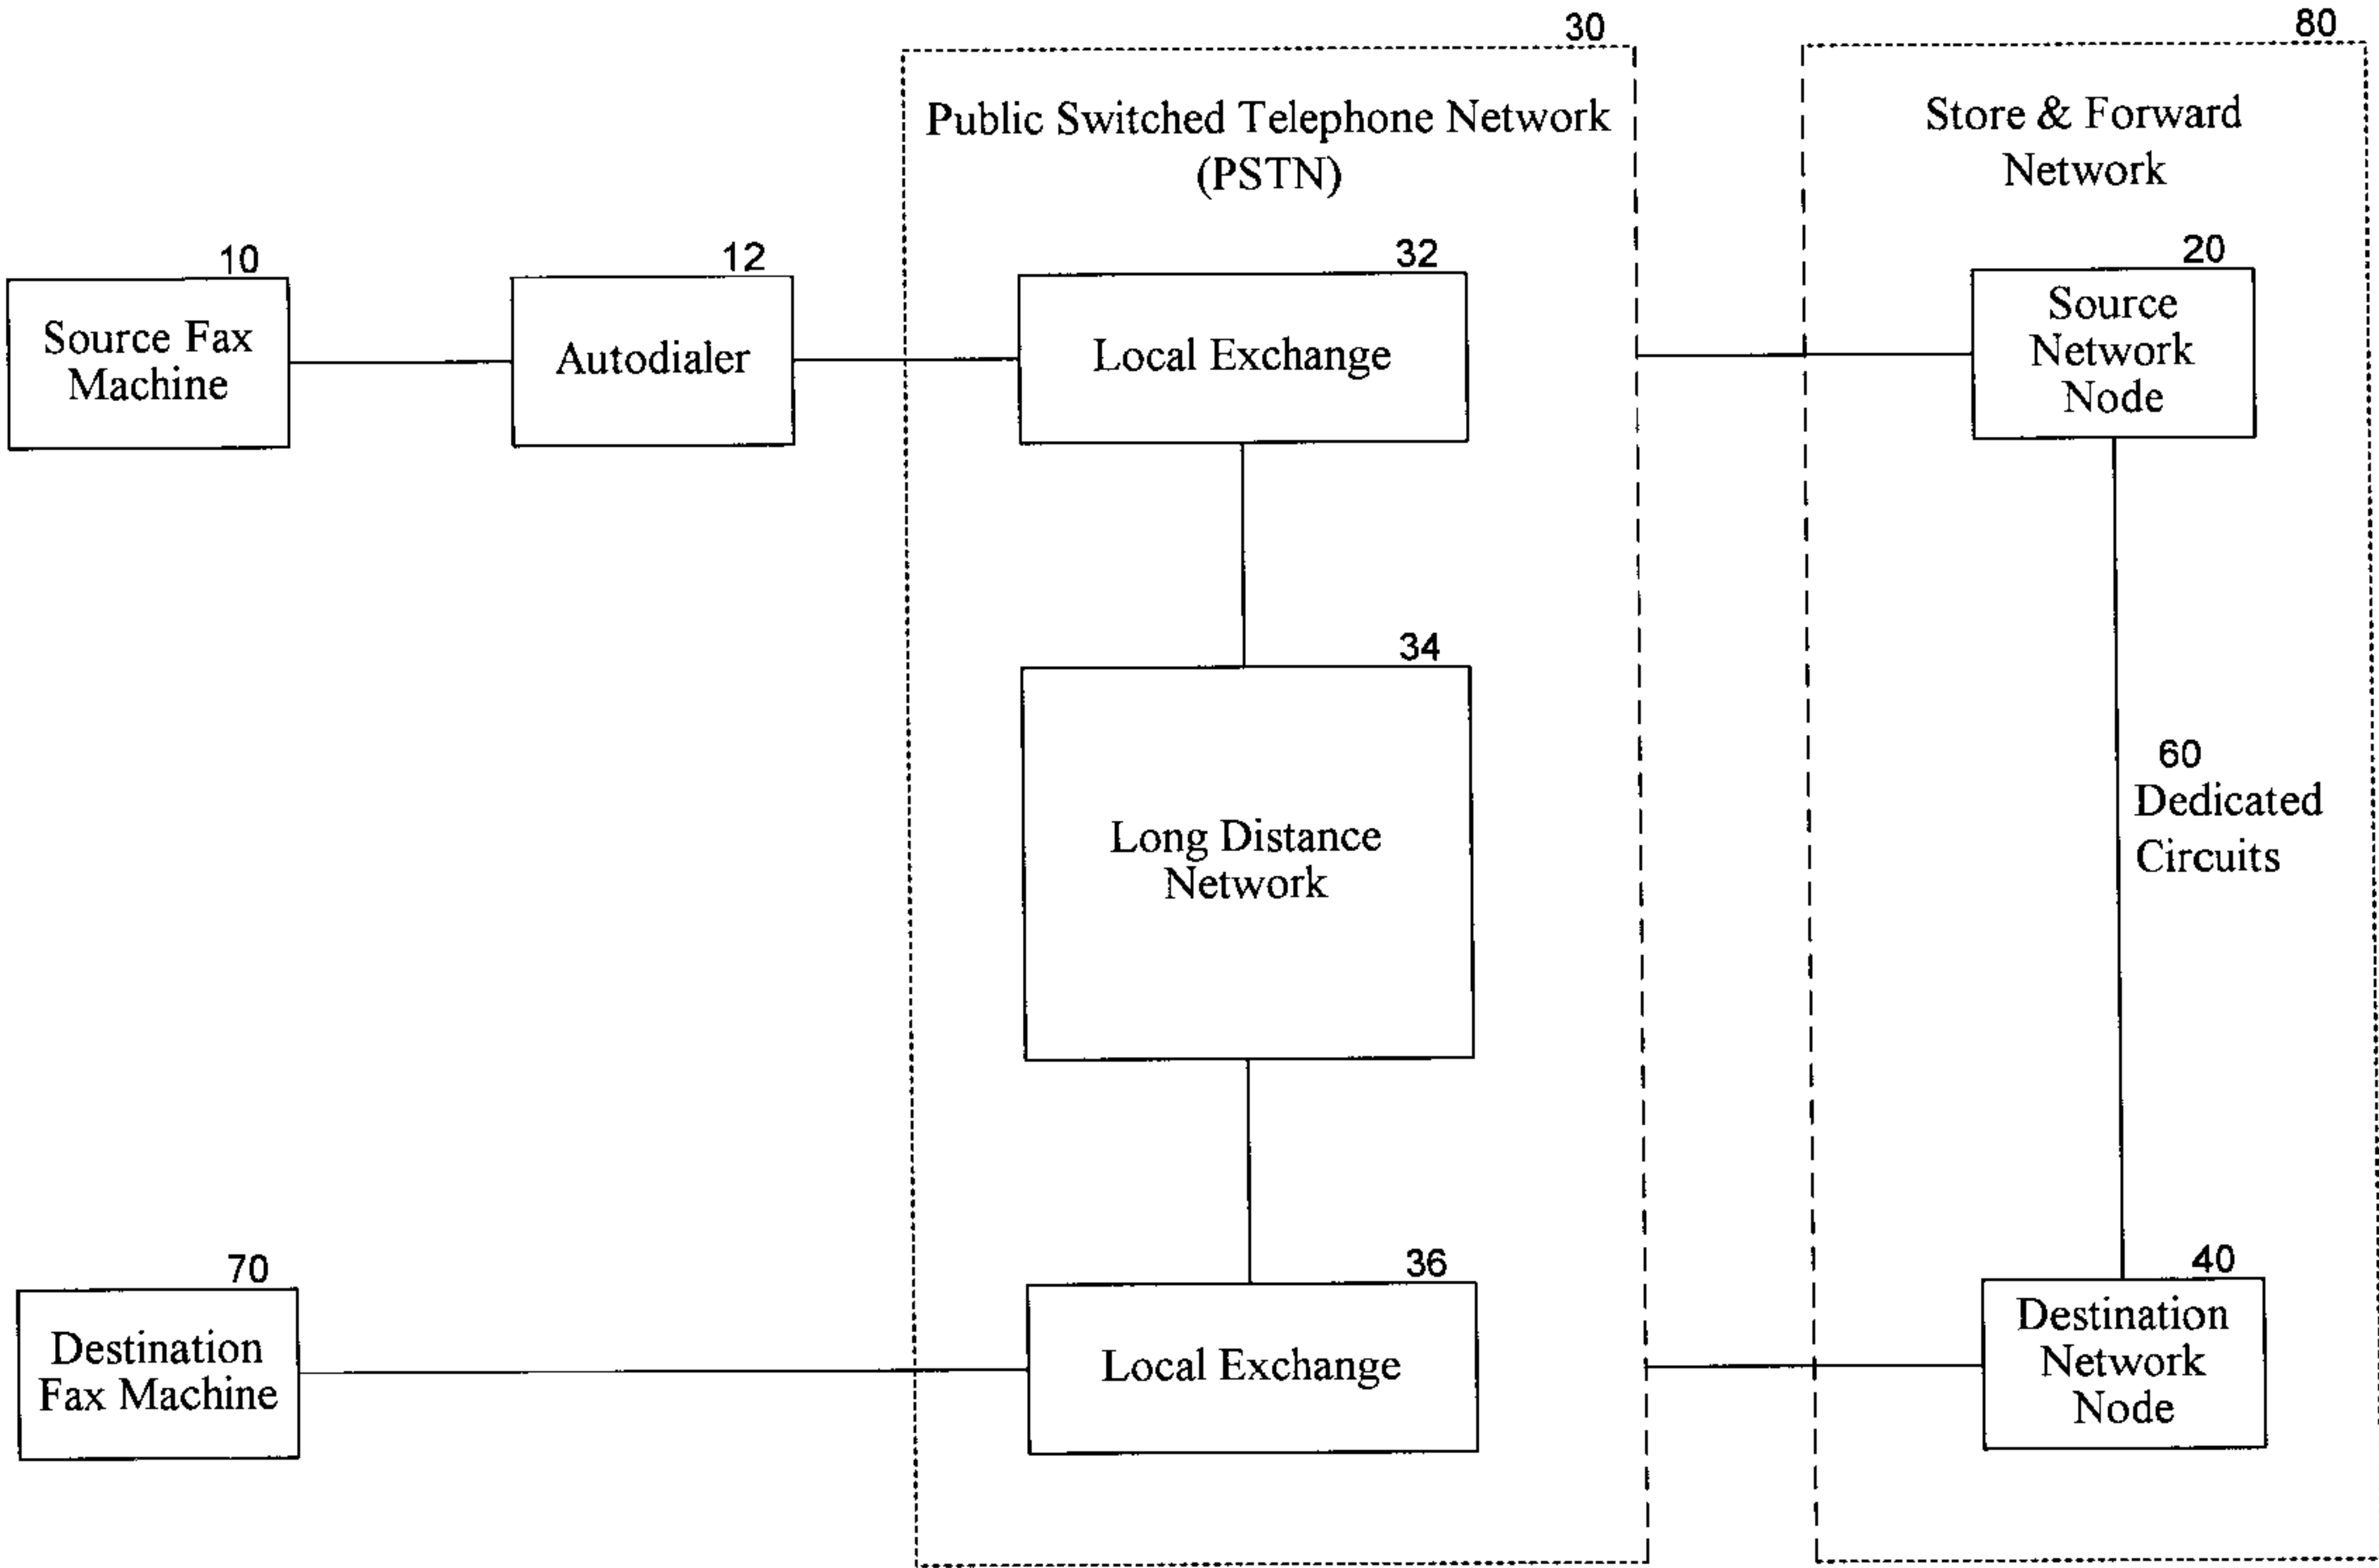 30
80
Public Switched Telephone Network
(PSTN)
Store & Forward
Network
10
Source Fax
Machine
12
Autodialer
32
Local Exchange
20
Source
Network
Node
34
Long Distance
Network
60
Dedicated
Circuits
70
Destination
Fax Machine
36
Local Exchange
40
Destination
Network
Node